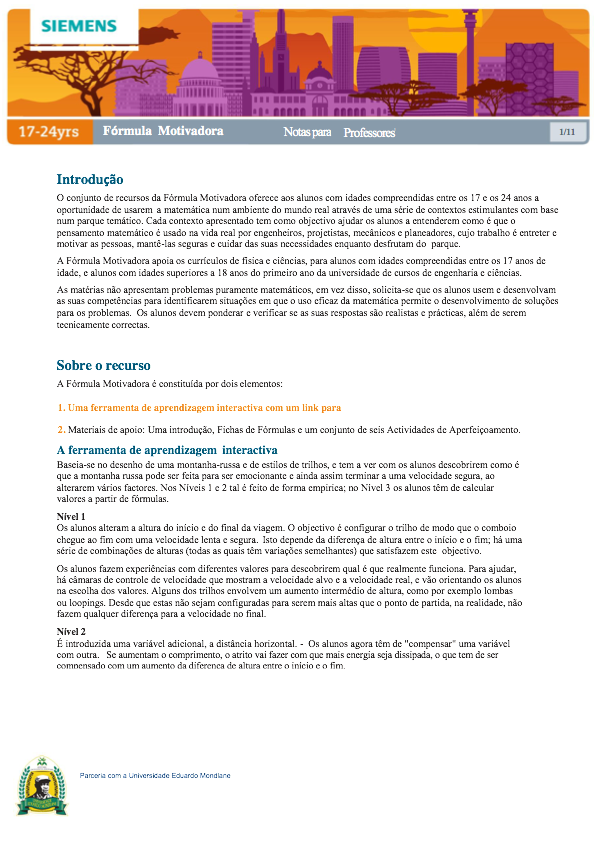 SIEMENS
17-24yrs Fórmula Motivadora Notas para Professores 1/11
Introdução
O conjunto de recursos da Fórmula Motivadora oferece aos alunos com idades compreendidas entre os 17 e os 24 anos a
oportunidade de usarem a matemática num ambiente do mundo real através de uma série de contextos estimulantes com base
num parque temático. Cada contexto apresentado tem como objectivo ajudar os alunos a entenderem como é que o
pensamento matemático é usado na vida real por engenheiros, projetistas, mecânicos e planeadores, cujo trabalho é entreter e
motivar as pessoas, mantê-las seguras e cuidar das suas necessidades enquanto desfrutam do parque.
A Fórmula Motivadora apoia os currículos de física e ciências, para alunos com idades compreendidas entre os 17 anos de
idade, e alunos com idades superiores a 18 anos do primeiro ano da universidade de cursos de engenharia e ciências.
As matérias não apresentam problemas puramente matemáticos, em vez disso, solicita-se que os alunos usem e desenvolvam
as suas competências para identificarem situações em que o uso eficaz da matemática permite o desenvolvimento de soluções
para os problemas. Os alunos devem ponderar e verificar se as suas respostas são realistas e práticas, além de serem
tecnicamente corretas.
Sobre o recurso
A Fórmula Motivadora é constituída por dois elementos:
1. Uma ferramenta de aprendizagem interactiva com um link para
2. Materiais de apoio: Uma introdução, Fichas de Fórmulas e um conjunto de seis Actividades de Aperfeiçoamento.
A ferramenta de aprendizagem interactiva
Baseia-se no desenho de uma montanha-russa e de estilos de trilhos, e tem a ver com os alunos descobrirem como é
que a montanha russa pode ser feita para ser emocionante e ainda assim terminar a uma velocidade segura, ao
alterarem vários factores. Nos Níveis 1 e 2 tal é feito de forma empírica; no Nível 3 os alunos têm de calcular
valores a partir de fórmulas.
Nível 1
Os alunos alteram a altura do início e do final da viagem. O objectivo é configurar o trilho de modo que o comboio
chegue ao fim com uma velocidade lenta e segura. Isto depende da diferença de altura entre o início e o fim; há uma
série de combinações de alturas (todas as quais têm variações semelhantes) que satisfazem este objectivo.
Os alunos fazem experiências com diferentes valores para descobrirem qual é que realmente funciona. Para ajudar,
há câmaras de controle de velocidade que mostram a velocidade alvo e a velocidade real, e vão orientando os alunos
na escolha dos valores. Alguns dos trilhos envolvem um aumento intermédio de altura, como por exemplo lombas
ou loopings. Desde que estas não sejam configuradas para serem mais altas que o ponto de partida, na realidade, não
fazem qualquer diferença para a velocidade no final.
Nível 2
É introduzida uma variável adicional, a distância horizontal. - Os alunos agora têm de "compensar" uma variável
com outra. Se aumentam o comprimento, o atrito vai fazer com que mais energia seja dissipada, o que tem de ser
compensado com um aumento da diferença de altura entre o início e o fim.
Parceria com a Universidade Eduardo Mondlane